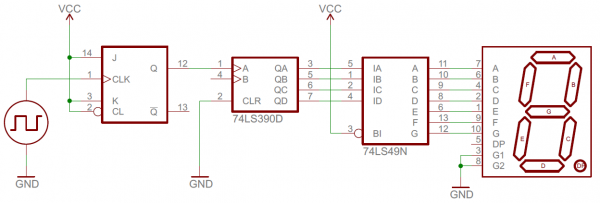 VCC
VCC
14 J Q 12
1 CLK
3 K
2 CL Q 13
1 A QA 3
4 B QB 5
QC 6
2 CLR QD 7
74LS390D
5 IA A 11
1 IB B 10
2 IC C 9
4 ID D 8
E 6
F 13
3 BI G 12
74LS49N
7 A
6 B
4 C
2 D
1 E
9 F
10 G
5 DP
3 G1
8 G2
A
F B
G
E C
D DP
GND
GND
GND